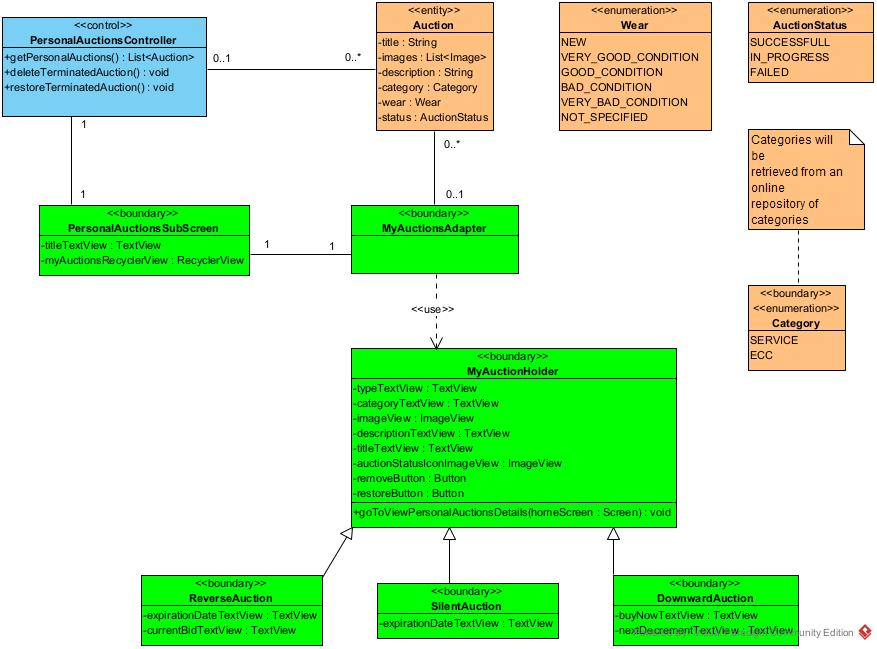 <<control>>
PersonalAuctionsController
+getPersonalAuctions() : List<Auction>
+deleteTerminatedAuction() : void
+restoreTerminatedAuction() : void
0..1
0..*
<<entity>>
Auction
-title : String
-images : List<Image>
-description : String
-category : Category
-wear : Wear
-status : AuctionStatus
<<enumeration>>
Wear
NEW
VERY_GOOD_CONDITION
GOOD_CONDITION
BAD_CONDITION
VERY_BAD_CONDITION
NOT_SPECIFIED
<<enumeration>>
AuctionStatus
SUCCESSFULL
IN_PROGRESS
FAILED
Categories will
be
retrieved from an
online
repository of
categories
1
1
0..*
0..1
<<boundary>>
PersonalAuctionsSubScreen
-titleTextView : TextView
-myAuctionsRecyclerView : RecyclerView
1
1
<<boundary>>
MyAuctionsAdapter
<<boundary>>
<<enumeration>>
Category
SERVICE
ECC
<<use>>
<<boundary>>
MyAuctionHolder
-typeTextView : TextView
-categoryTextView : TextView
-imageView : ImageView
-descriptionTextView : TextView
-titleTextView : TextView
-auctionStatusIconImageView : ImageView
-removeButton : Button
-restoreButton : Button
+goToViewPersonalAuctionsDetails(homeScreen : Screen) : void
<<boundary>>
ReverseAuction
-expirationDateTextView : TextView
-currentBidTextView : TextView
<<boundary>>
SilentAuction
-expirationDateTextView : TextView
<<boundary>>
DownwardAuction
-buyNowTextView : TextView
-nextDecrementTextView : TextView
Community Edition